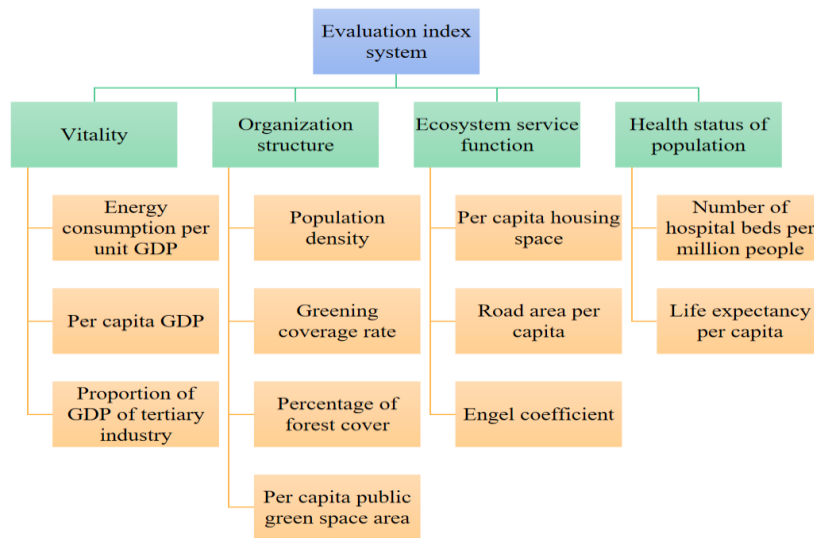 Evaluation index
system
Vitality
Organization
structure
Ecosystem service
function
Health status of
population
Energy
consumption per
unit GDP
Per capita GDP
Proportion of
GDP of tertiary
industry
Population
density
Greening
coverage rate
Percentage of
forest cover
Per capita public
green space area
Per capita housing
space
Road area per
capita
Engel coefficient
Number of
hospital beds per
million people
Life expectancy
per capita